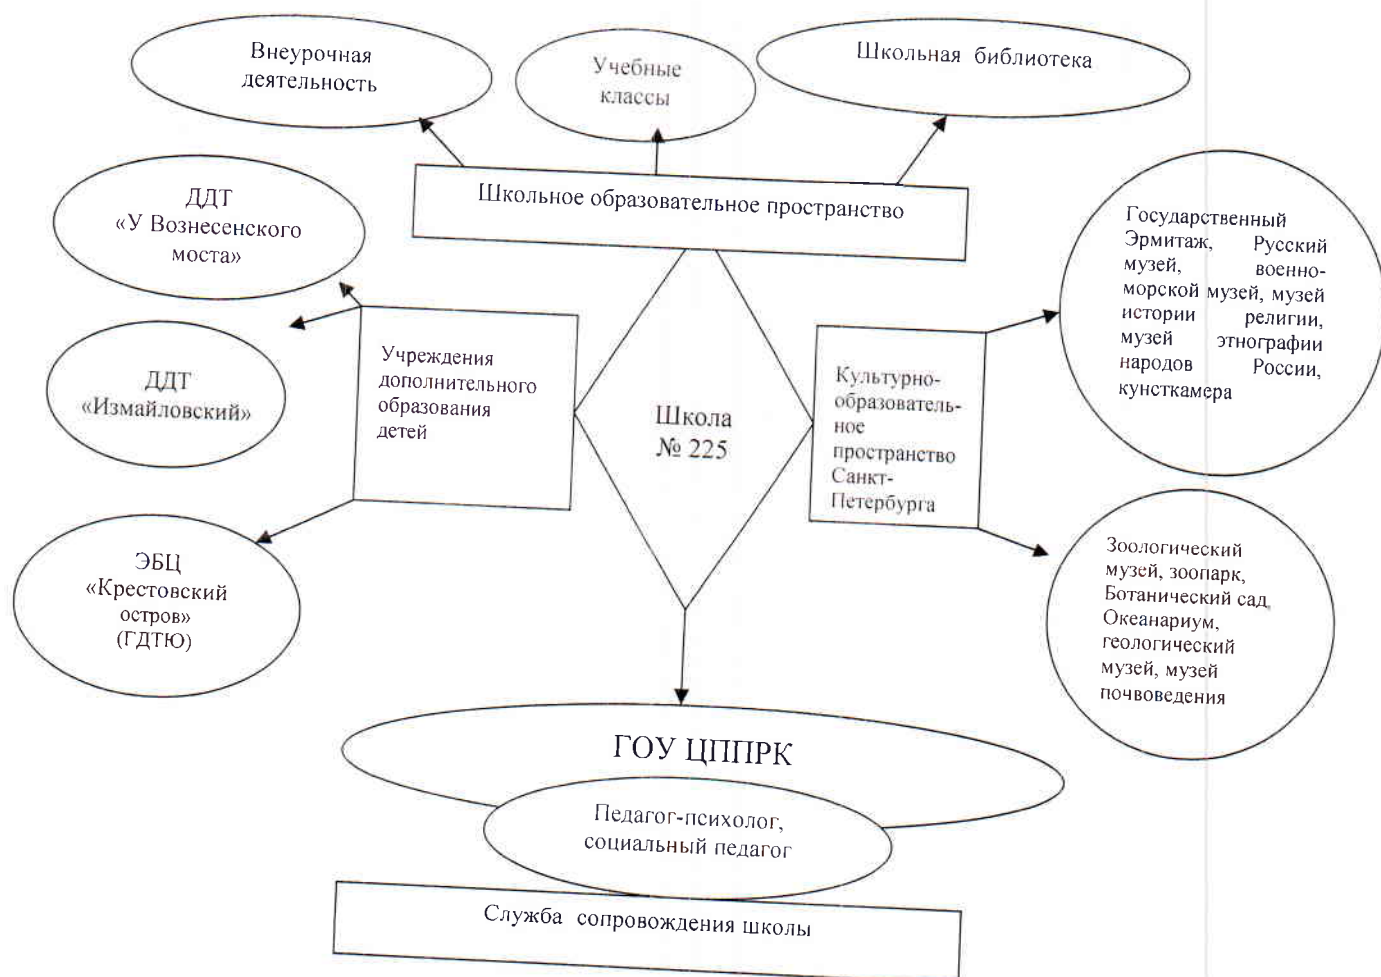 Внеурочная
деятельность
Учебные
классы
Школьная библиотека
Школьное образовательное пространство
ДДТ
«У Вознесенского
моста»
ДДТ
«Измайловский»
ЭБЦ
«Крестовский
остров»
(ГДТЮ)
Учреждения
дополнительного
образования
детей
Школа
№ 225
Культурно-
образователь-
ное
пространство
Санкт-
Петербурга
Государственный
Эрмитаж, Русский
музей, военно-
морской музей, музей
истории религии,
музей этнографии
народов России,
кунсткамера
Зоологический
музей, зоопарк,
Ботанический сад,
Океанариум,
геологический
музей, музей
почвоведения
ГОУ ЦППРК
Педагог-психолог,
социальный педагог
Служба сопровождения школы